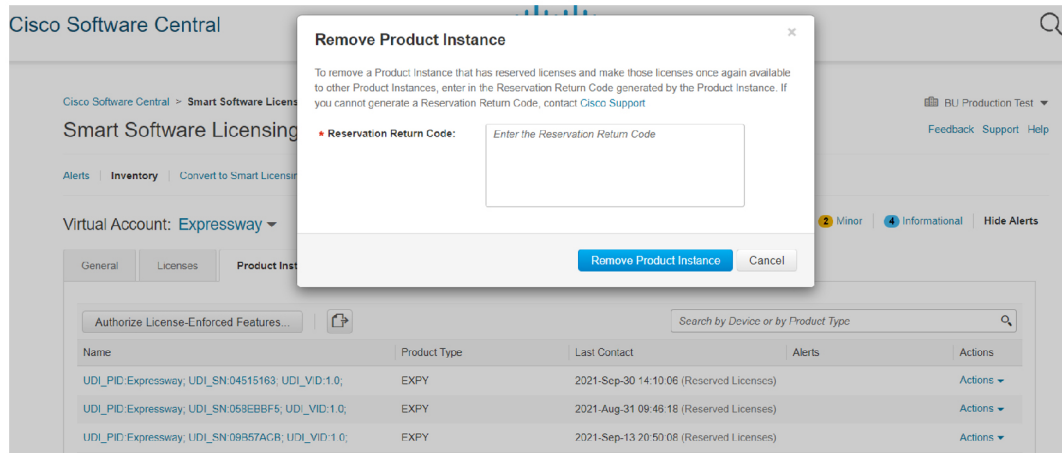 Cisco Software Central
Remove Product Instance
×
To remove a Product Instance that has reserved licenses and make those licenses once again available
to other Product Instances, enter in the Reservation Return Code generated by the Product Instance. If
you cannot generate a Reservation Return Code, contact Cisco Support
* Reservation Return Code:
Enter the Reservation Return Code
Remove Product Instance Cancel
Cisco Software Central > Smart Software Licens
BU Production Test
Smart Software Licensing
Feedback Support Help
Alerts Inventory Convert to Smart Licensin
Virtual Account: Expressway
2 Minor 4 Informational Hide Alerts
General Licenses Product Inst
Authorize License-Enforced Features...
Search by Device or by Product Type
Name Product Type Last Contact Alerts Actions
UDI_PID:Expressway; UDI_SN:04515163; UDI_VID:1.0; EXPY 2021-Sep-30 14:10:06 (Reserved Licenses) Actions
UDI_PID:Expressway; UDI_SN:058EBBF5; UDI_VID:1.0; EXPY 2021-Aug-31 09:46:18 (Reserved Licenses) Actions
UDI_PID:Expressway; UDI_SN:09B57ACB; UDI_VID:1.0; EXPY 2021-Sep-13 20:50:08 (Reserved Licenses) Actions